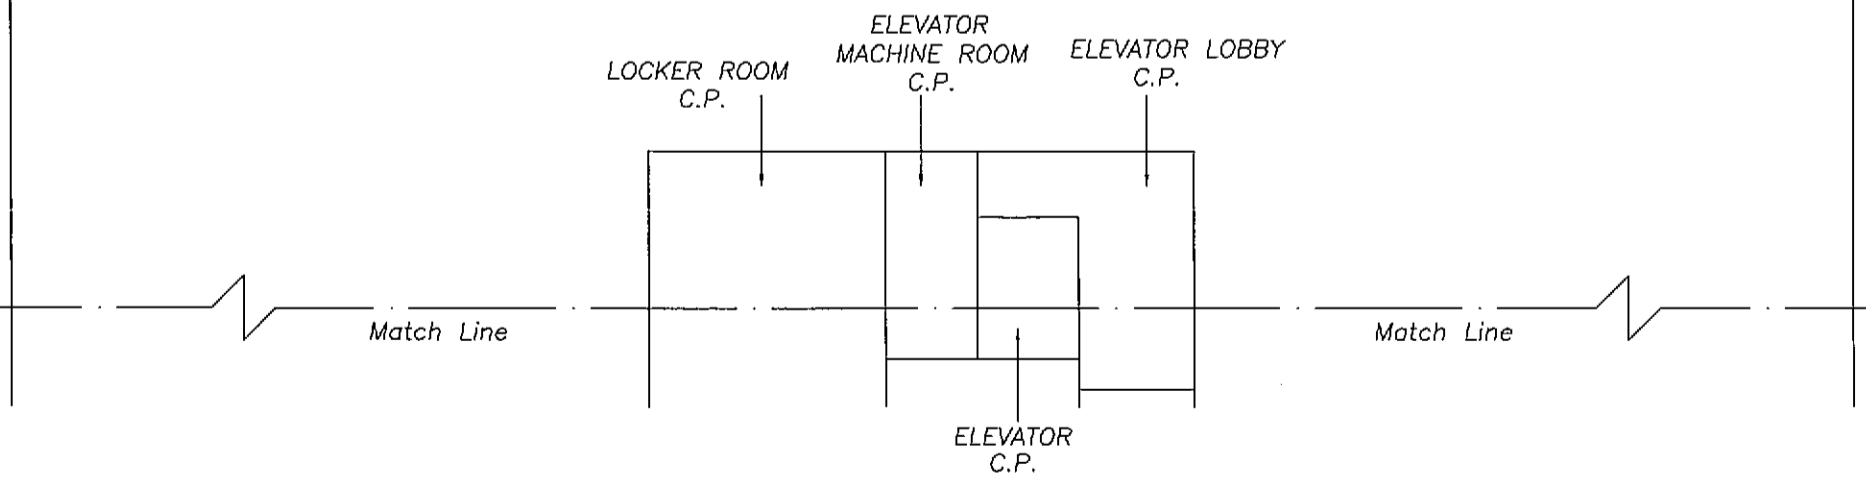 LOCKER ROOM
C.P.
ELEVATOR
MACHINE ROOM
C.P.
ELEVATOR LOBBY
C.P.
Match Line
Match Line
ELEVATOR
C.P.